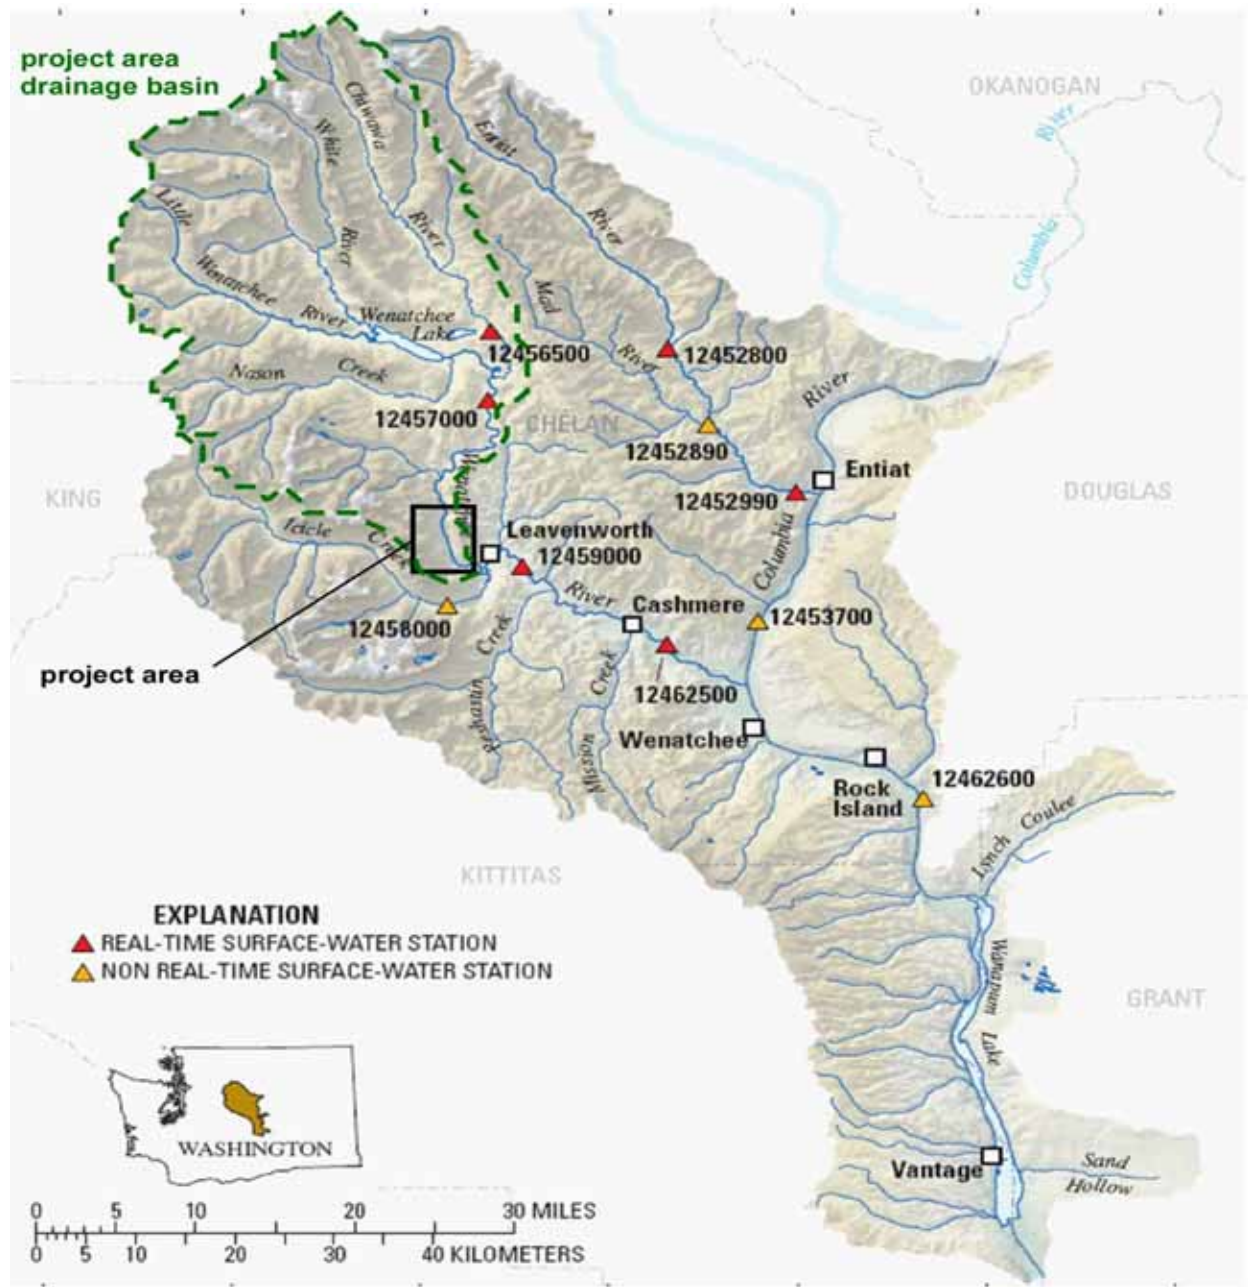 project area
drainage basin
OKANOGAN
River
Columbia
Chiwawa
River
White
River
Entiat
River
Little
Wenatchee
River
Wenatchee
Lake
Mad
River
12456500
12452800
Nason
Creek
12457000
CHELAN
River
12452890
Entiat
KING
12452990
DOUGLAS
Wenatchee
Icicle
Creek
Leavenworth
12459000
Columbia
River
Cashmere
12453700
12458000
Creek
Peshastin
project area
Creek
Mission
12462500
Wenatchee
12462600
Rock
Island
Lynch Coulee
KITTITAS
EXPLANATION
REAL-TIME SURFACE-WATER STATION
NON REAL-TIME SURFACE-WATER STATION
Wanapum
Lake
GRANT
WASHINGTON
Vantage
Sand
Hollow
0 5 10 20 30 MILES
0 5 10 20 30 40 KILOMETERS